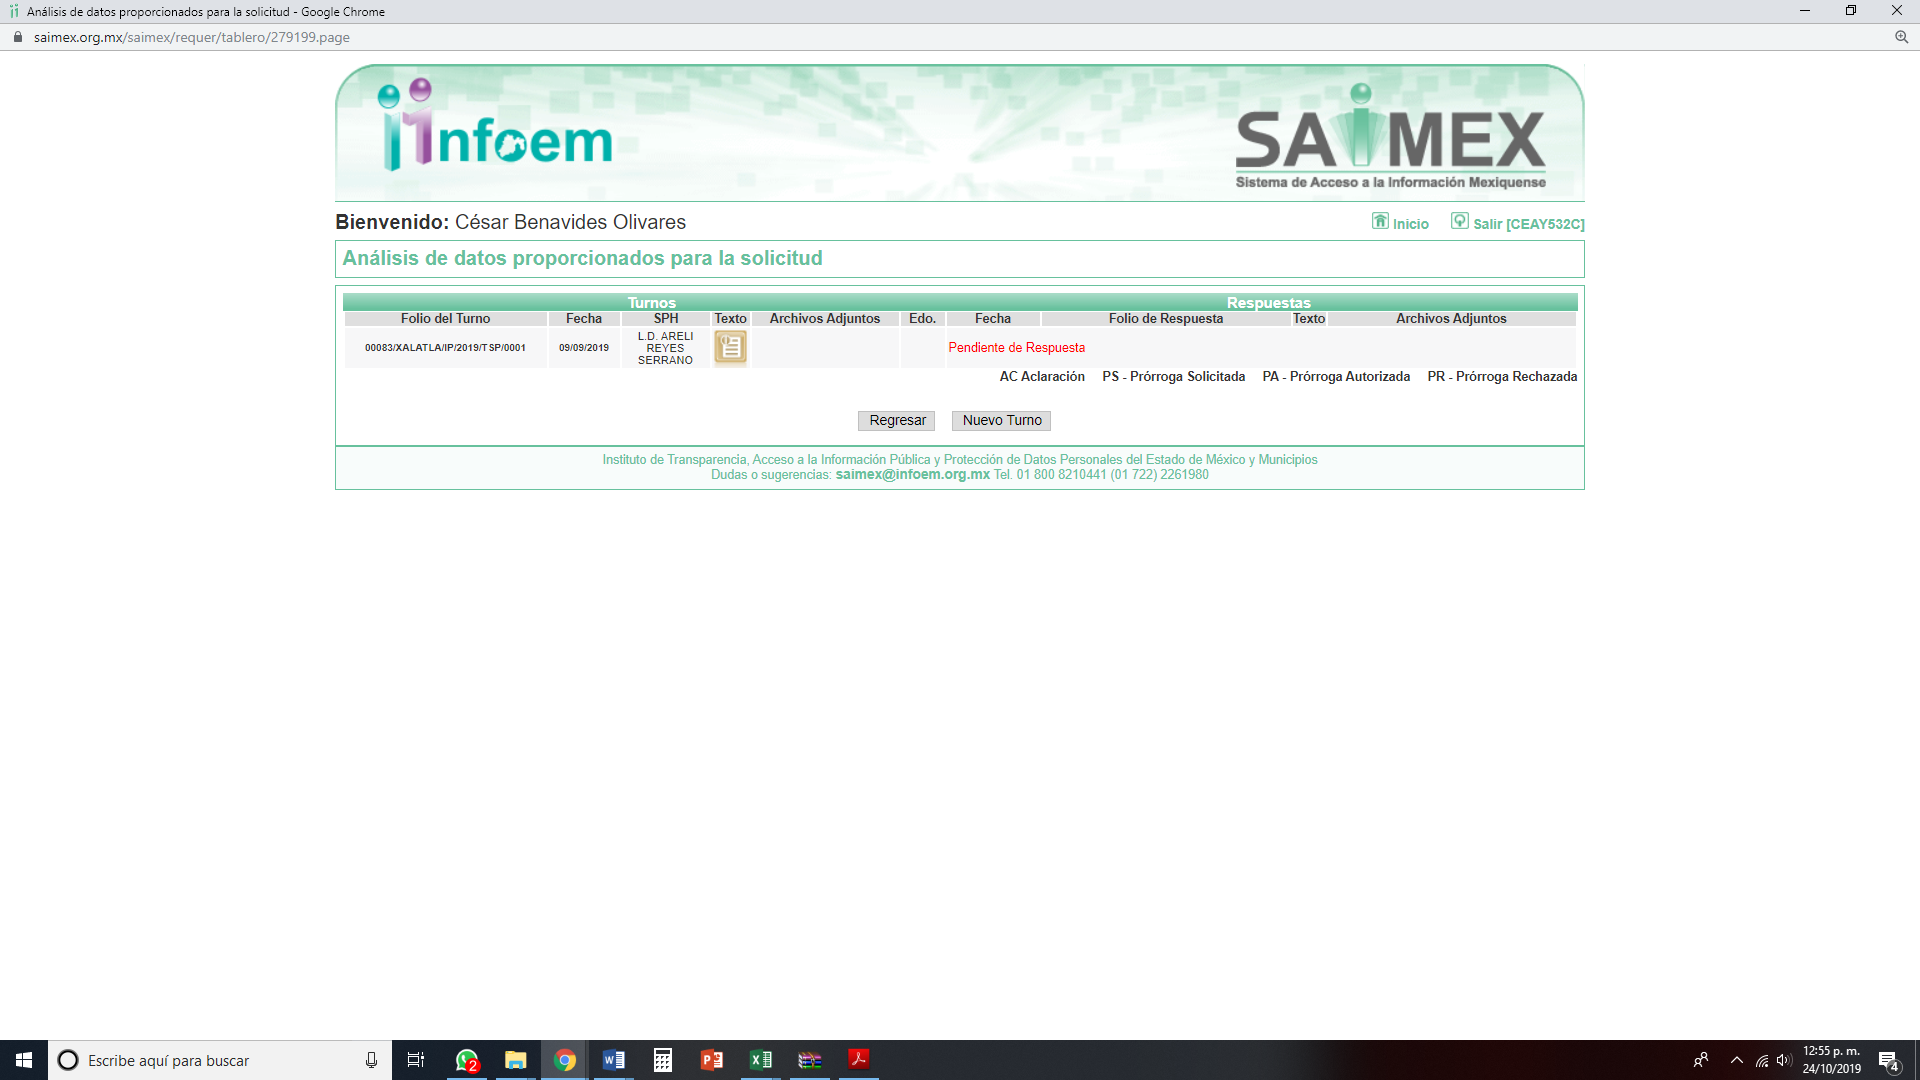 Análisis de datos proporcionados para la solicitud - Google Chrome
saimex.org.mx/saimex/requer/tablero/279199.page
infoem
SAiMEX
Sistema de Acceso a la Información Mexiquense
Bienvenido: César Benavides Olivares
Inicio Salir [CEAY532C]
Análisis de datos proporcionados para la solicitud
Turnos Respuestas
Folio del Turno Fecha SPH Texto Archivos Adjuntos Edo. Fecha Folio de Respuesta Texto Archivos Adjuntos
00083/XALATLA/IP/2019/TSP/0001 09/09/2019 L.D. ARELI REYES SERRANO Pendiente de Respuesta
AC Aclaración PS - Prórroga Solicitada PA - Prórroga Autorizada PR - Prórroga Rechazada
Regresar Nuevo Turno
Instituto de Transparencia, Acceso a la Información Pública y Protección de Datos Personales del Estado de México y Municipios
Dudas o sugerencias: saimex@infoem.org.mx Tel. 01 800 8210441 (01 722) 2261980
Escribe aquí para buscar
2
12:55 p. m.
24/10/2019
4